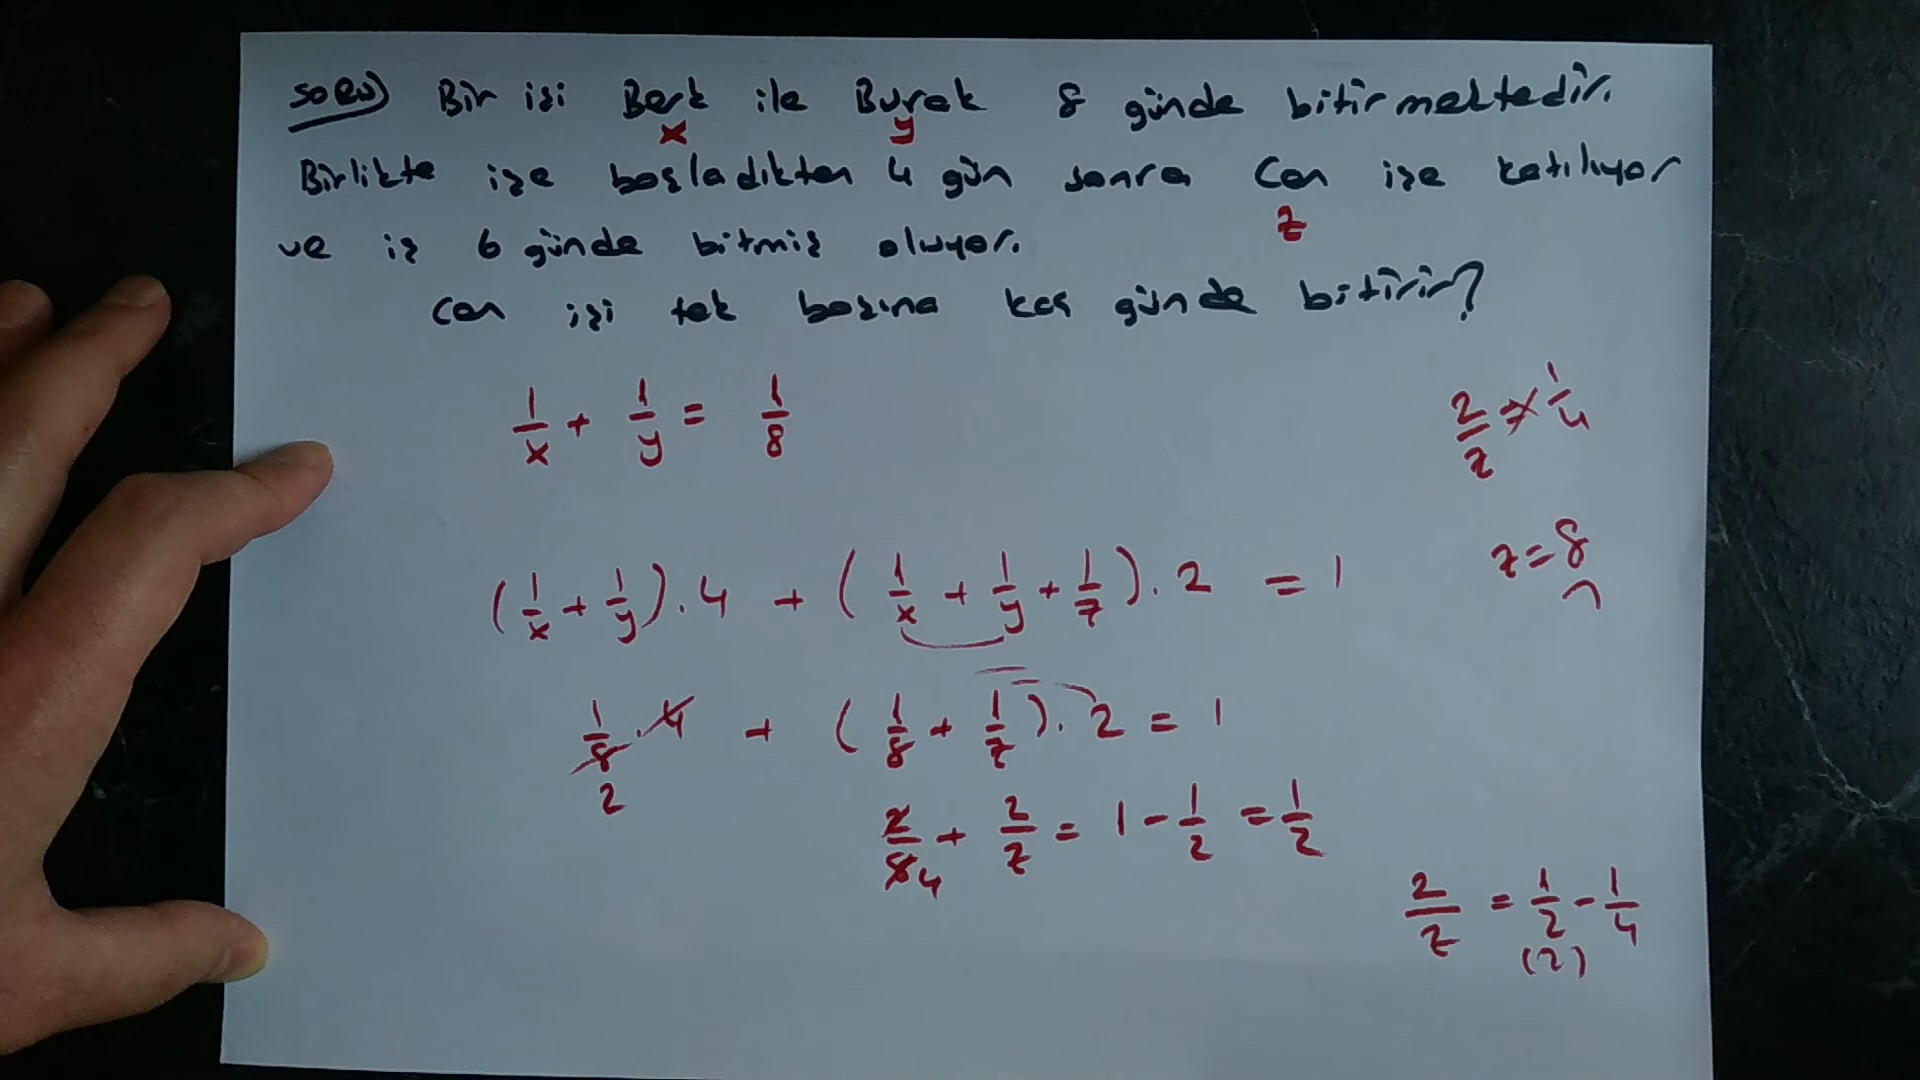 soru) Bir işi Berk ile Burak 8 günde bitirmektedir.
x y
Birlikte işe başladıkten 4 gün sonra Can işe katılıyor
z
ve iş 6 günde bitmiş oluyor.
Can işi tek başına kaç günde bitirir?
1/x + 1/y = 1/8
2/z = 1/4
z = 8
(1/x + 1/y) . 4 + (1/x + 1/y + 1/z) . 2 = 1
1/8 . 4 + (1/8 + 1/z) . 2 = 1
2
2/8 4 + 2/z = 1 - 1/2 = 1/2
2/z = 1/2 - 1/4
(2)